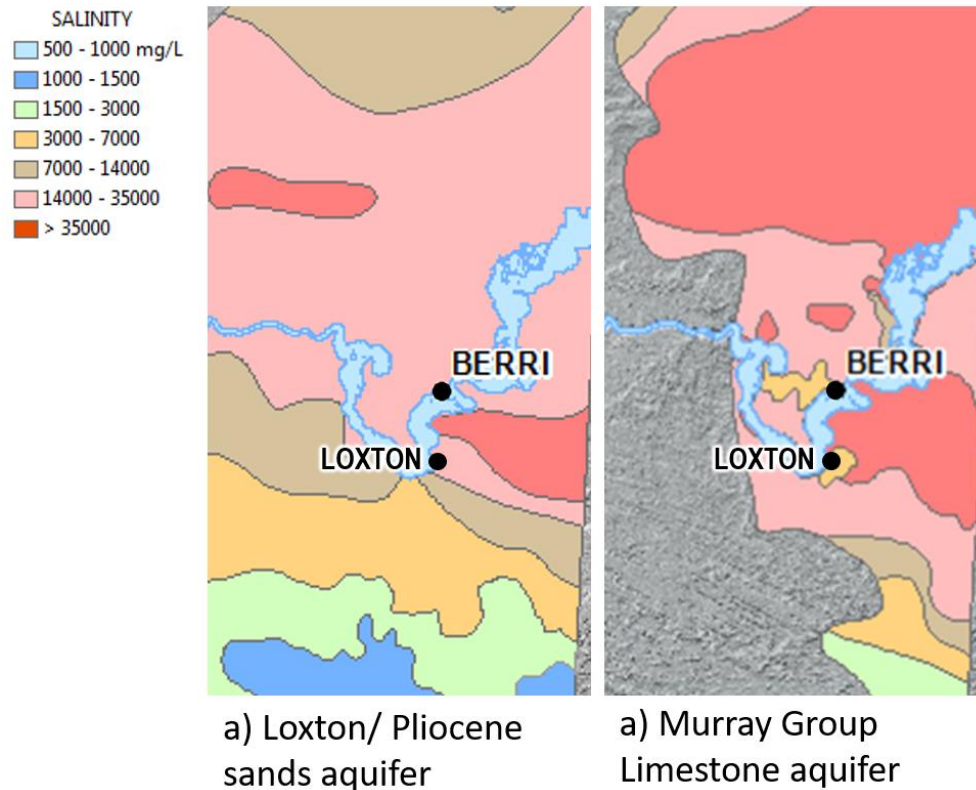 SALINITY
500 - 1000 mg/L
1000 - 1500
1500 - 3000
3000 - 7000
7000 - 14000
14000 - 35000
> 35000
BERRI
LOXTON
BERRI
LOXTON
a) Loxton/ Pliocene
sands aquifer
a) Murray Group
Limestone aquifer